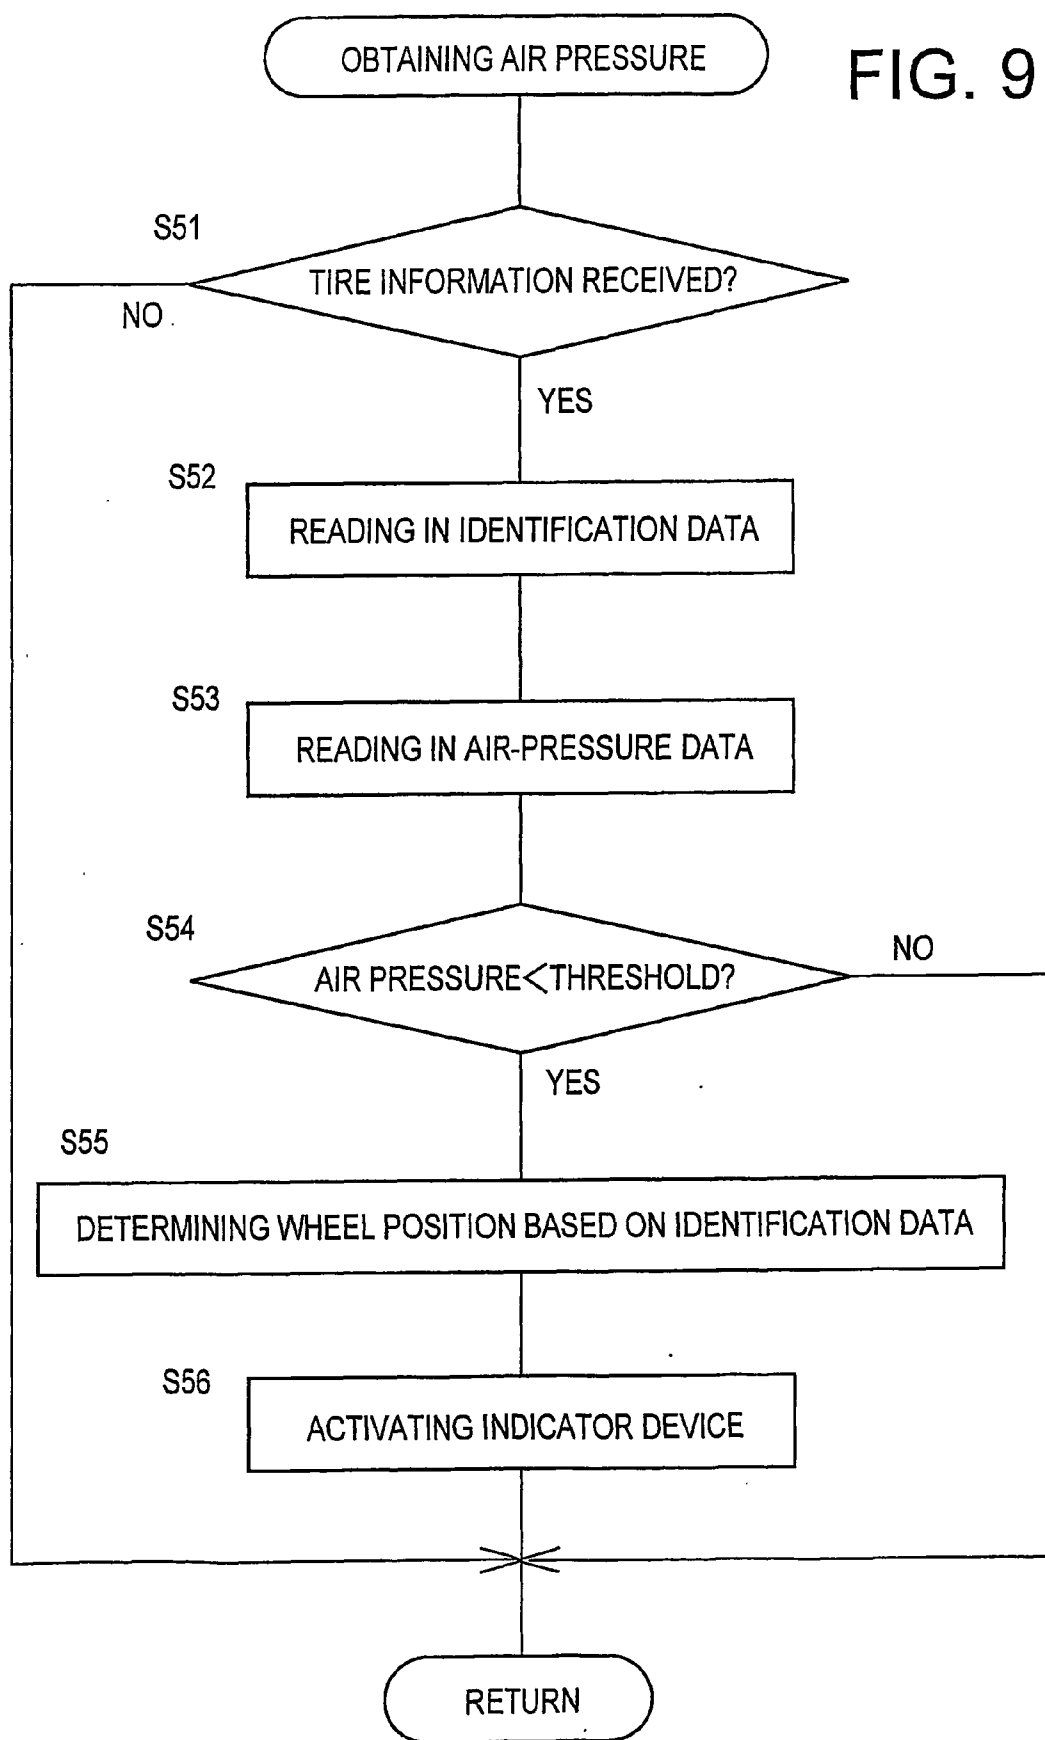 OBTAINING AIR PRESSURE
FIG. 9
S51
TIRE INFORMATION RECEIVED?
NO
YES
S52
READING IN IDENTIFICATION DATA
S53
READING IN AIR-PRESSURE DATA
S54
AIR PRESSURE<THRESHOLD?
NO
YES
S55
DETERMINING WHEEL POSITION BASED ON IDENTIFICATION DATA
S56
ACTIVATING INDICATOR DEVICE
RETURN